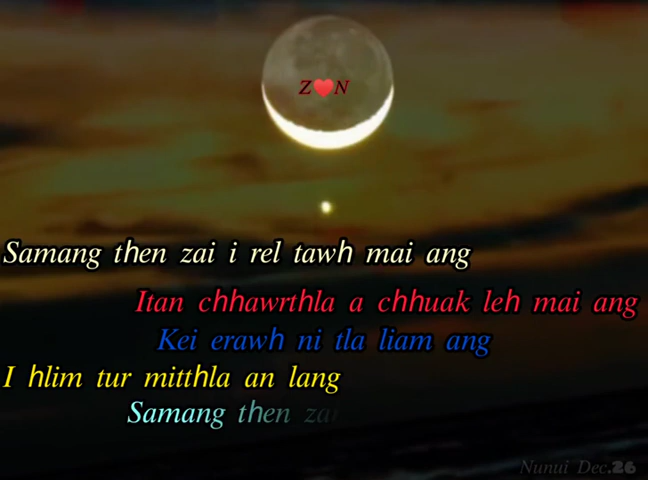 Z❤️N
Samang then zai i rel tawh mai ang
Itan chhawrthla a chhuak leh mai ang
Kei erawh ni tla liam ang
I hlim tur mitthla an lang
Samang then zai
Nunui Dec.26